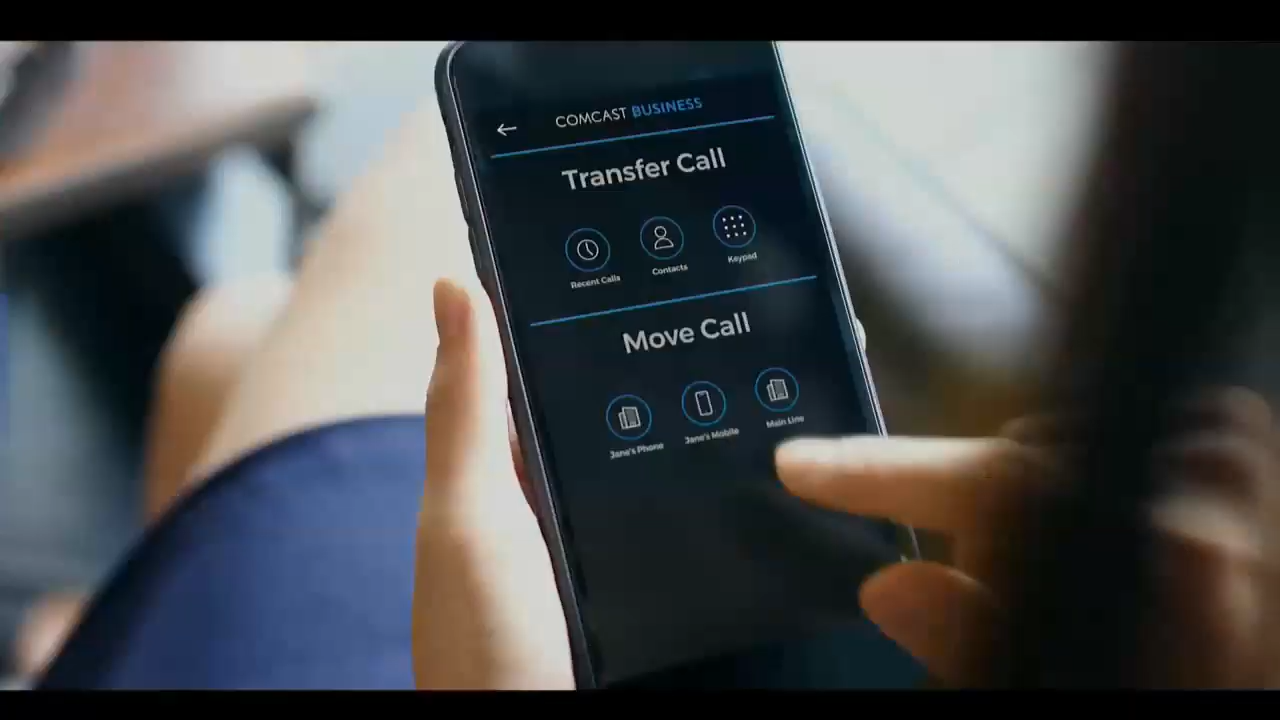 COMCAST BUSINESS
Transfer Call
Recent Calls
Contacts
Keypad
Move Call
Jane's Phone
Jane's Mobile
Main Line